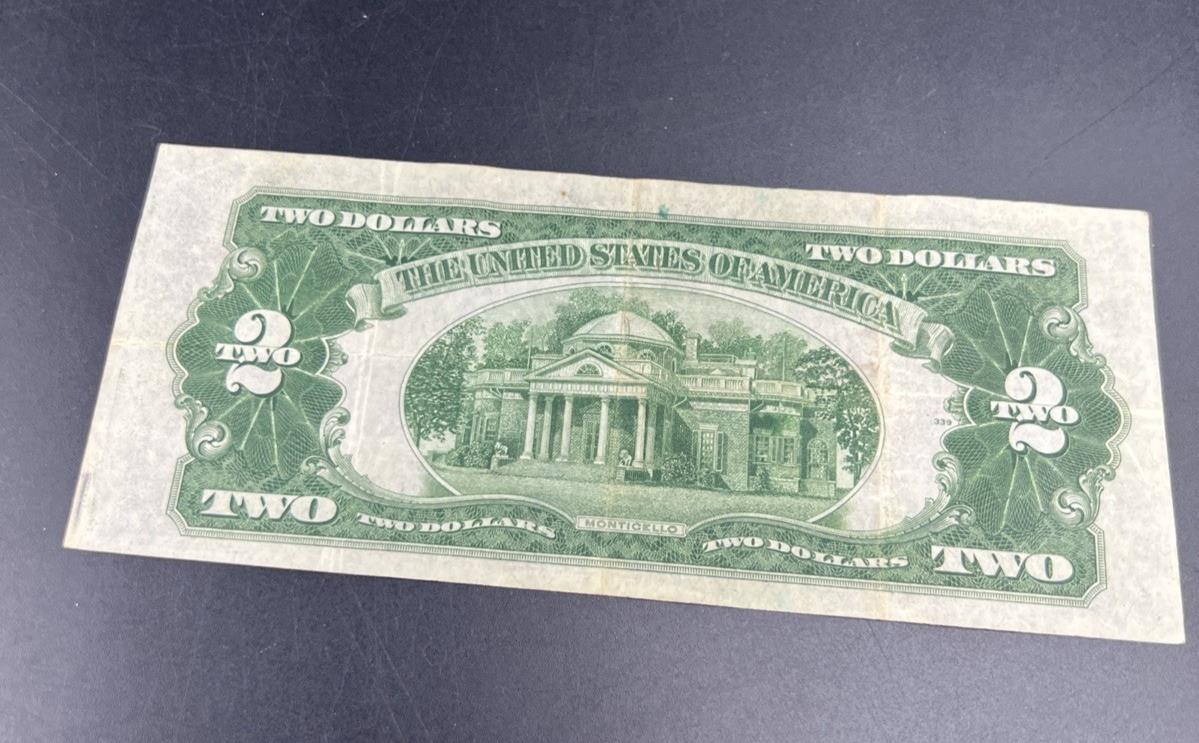 TWO DOLLARS
TWO DOLLARS
THE UNITED STATES OF AMERICA
2
TWO
2
TWO
339
TWO
TWO DOLLARS
MONTICELLO
TWO DOLLARS
TWO